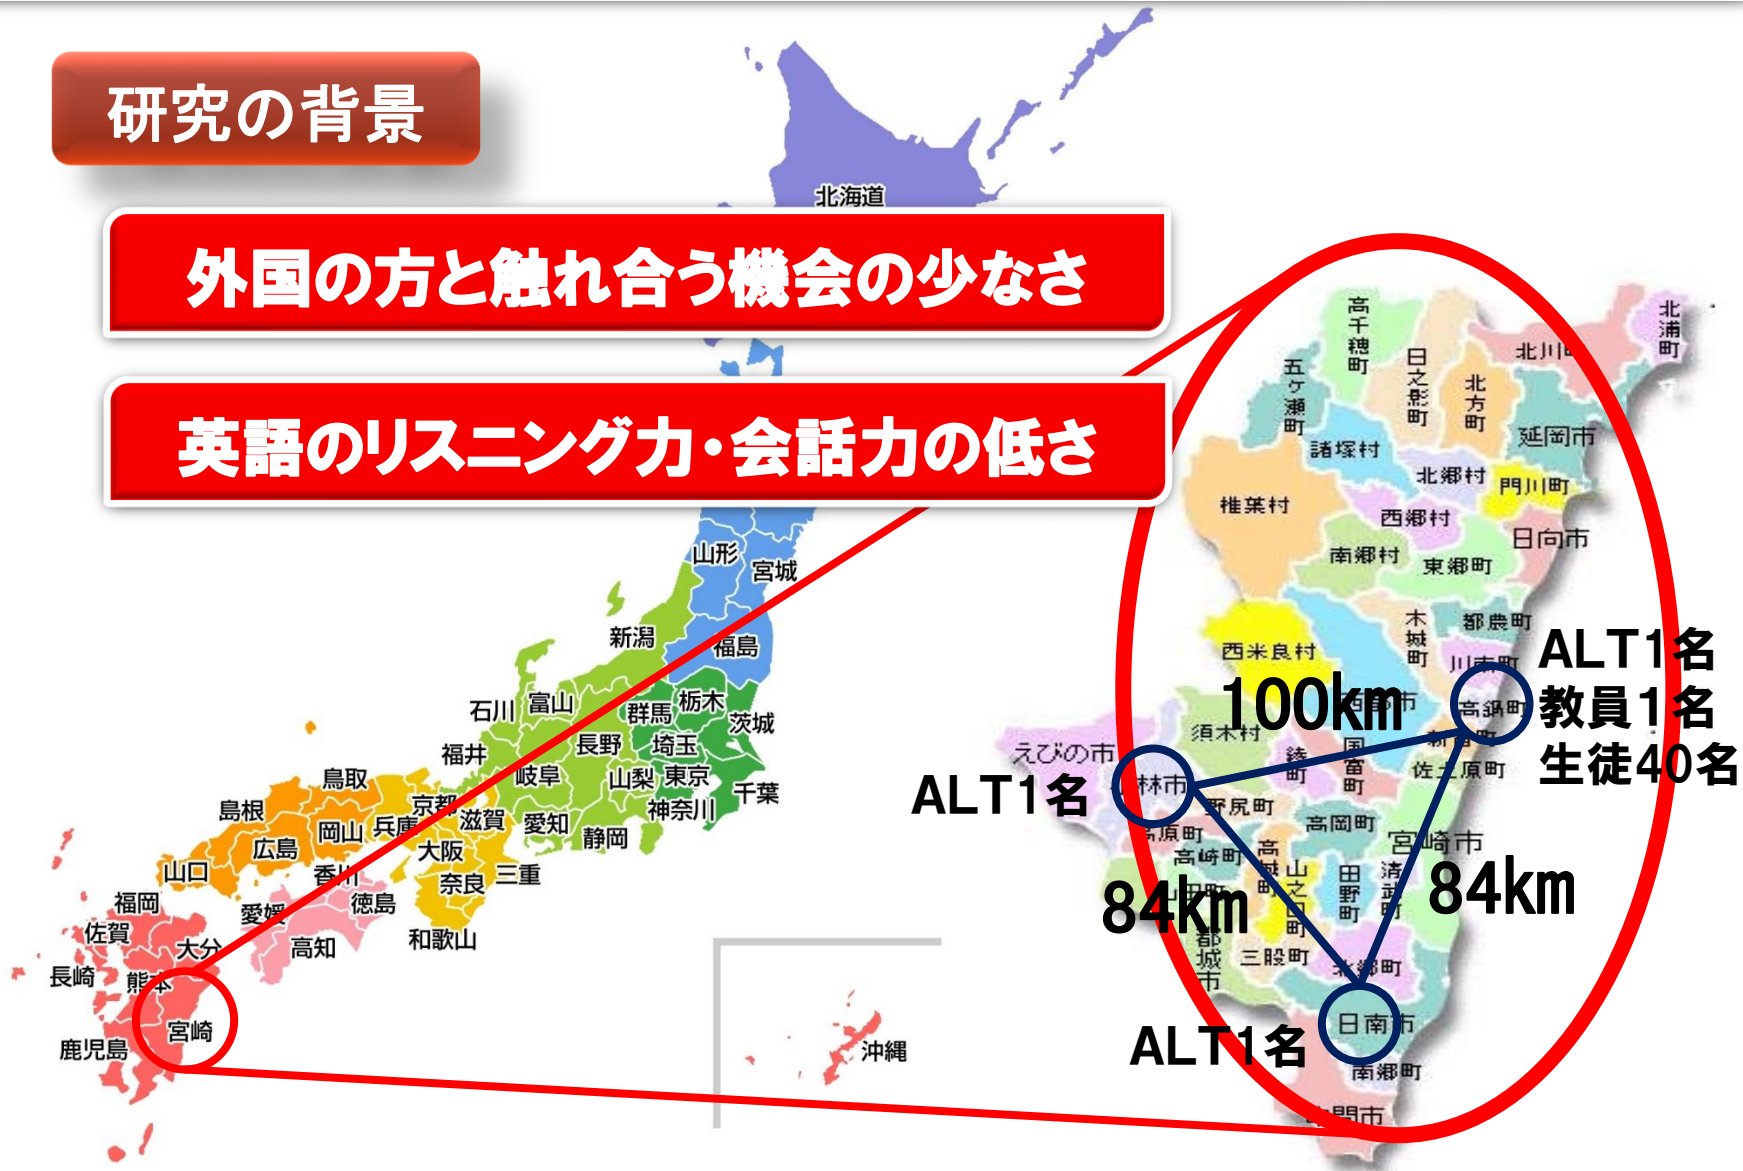 研究の背景
北海道
外国の方と触れ合う機会の少なさ
英語のリスニング力・会話力の低さ
山形
宮城
新潟
福島
石川
富山
群馬
栃木
茨城
福井
長野
埼玉
鳥取
岐阜
山梨
東京
千葉
島根
京都
神奈川
岡山
兵庫
滋賀
愛知
静岡
広島
大阪
山口
香川
奈良
三重
福岡
愛媛
徳島
佐賀
大分
高知
和歌山
長崎
熊本
宮崎
鹿児島
沖縄
高千穂町
北浦町
五ヶ瀬町
日之影町
北方町
北川町
延岡市
諸塚村
北郷村
門川町
椎葉村
西郷村
日向市
南郷村
東郷町
木城町
都農町
西米良村
川南町
ALT1名
教員1名
生徒40名
100km
高鍋町
須木村
えびの市
綾町
国富町
佐土原町
ALT1名
林市
野尻町
高岡町
宮崎市
高原町
高崎町
高城町
山之口町
田野町
清武町
84km
84km
都城市
三股町
北郷町
日南市
ALT1名
南郷町